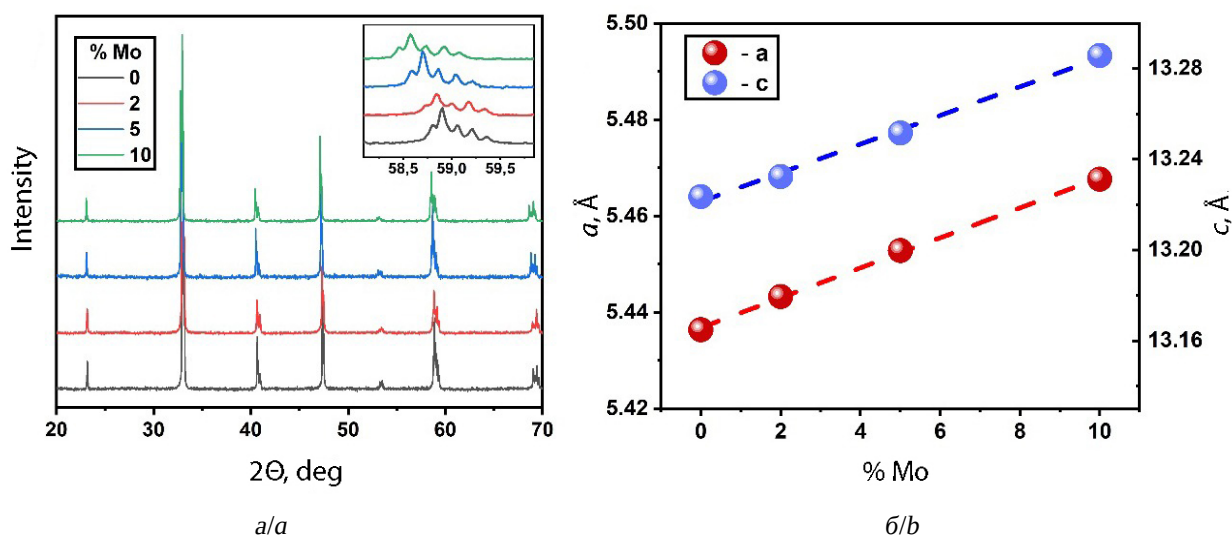 % Mo
0
2
5
10
58,5 59,0 59,5
Intensity
20 30 40 50 60 70
2Θ, deg
a/a
5.50
5.48
5.46
5.44
5.42
a, Å
- a
- c
13.28
13.24
13.20
13.16
c, Å
0 2 4 6 8 10
% Mo
б/b